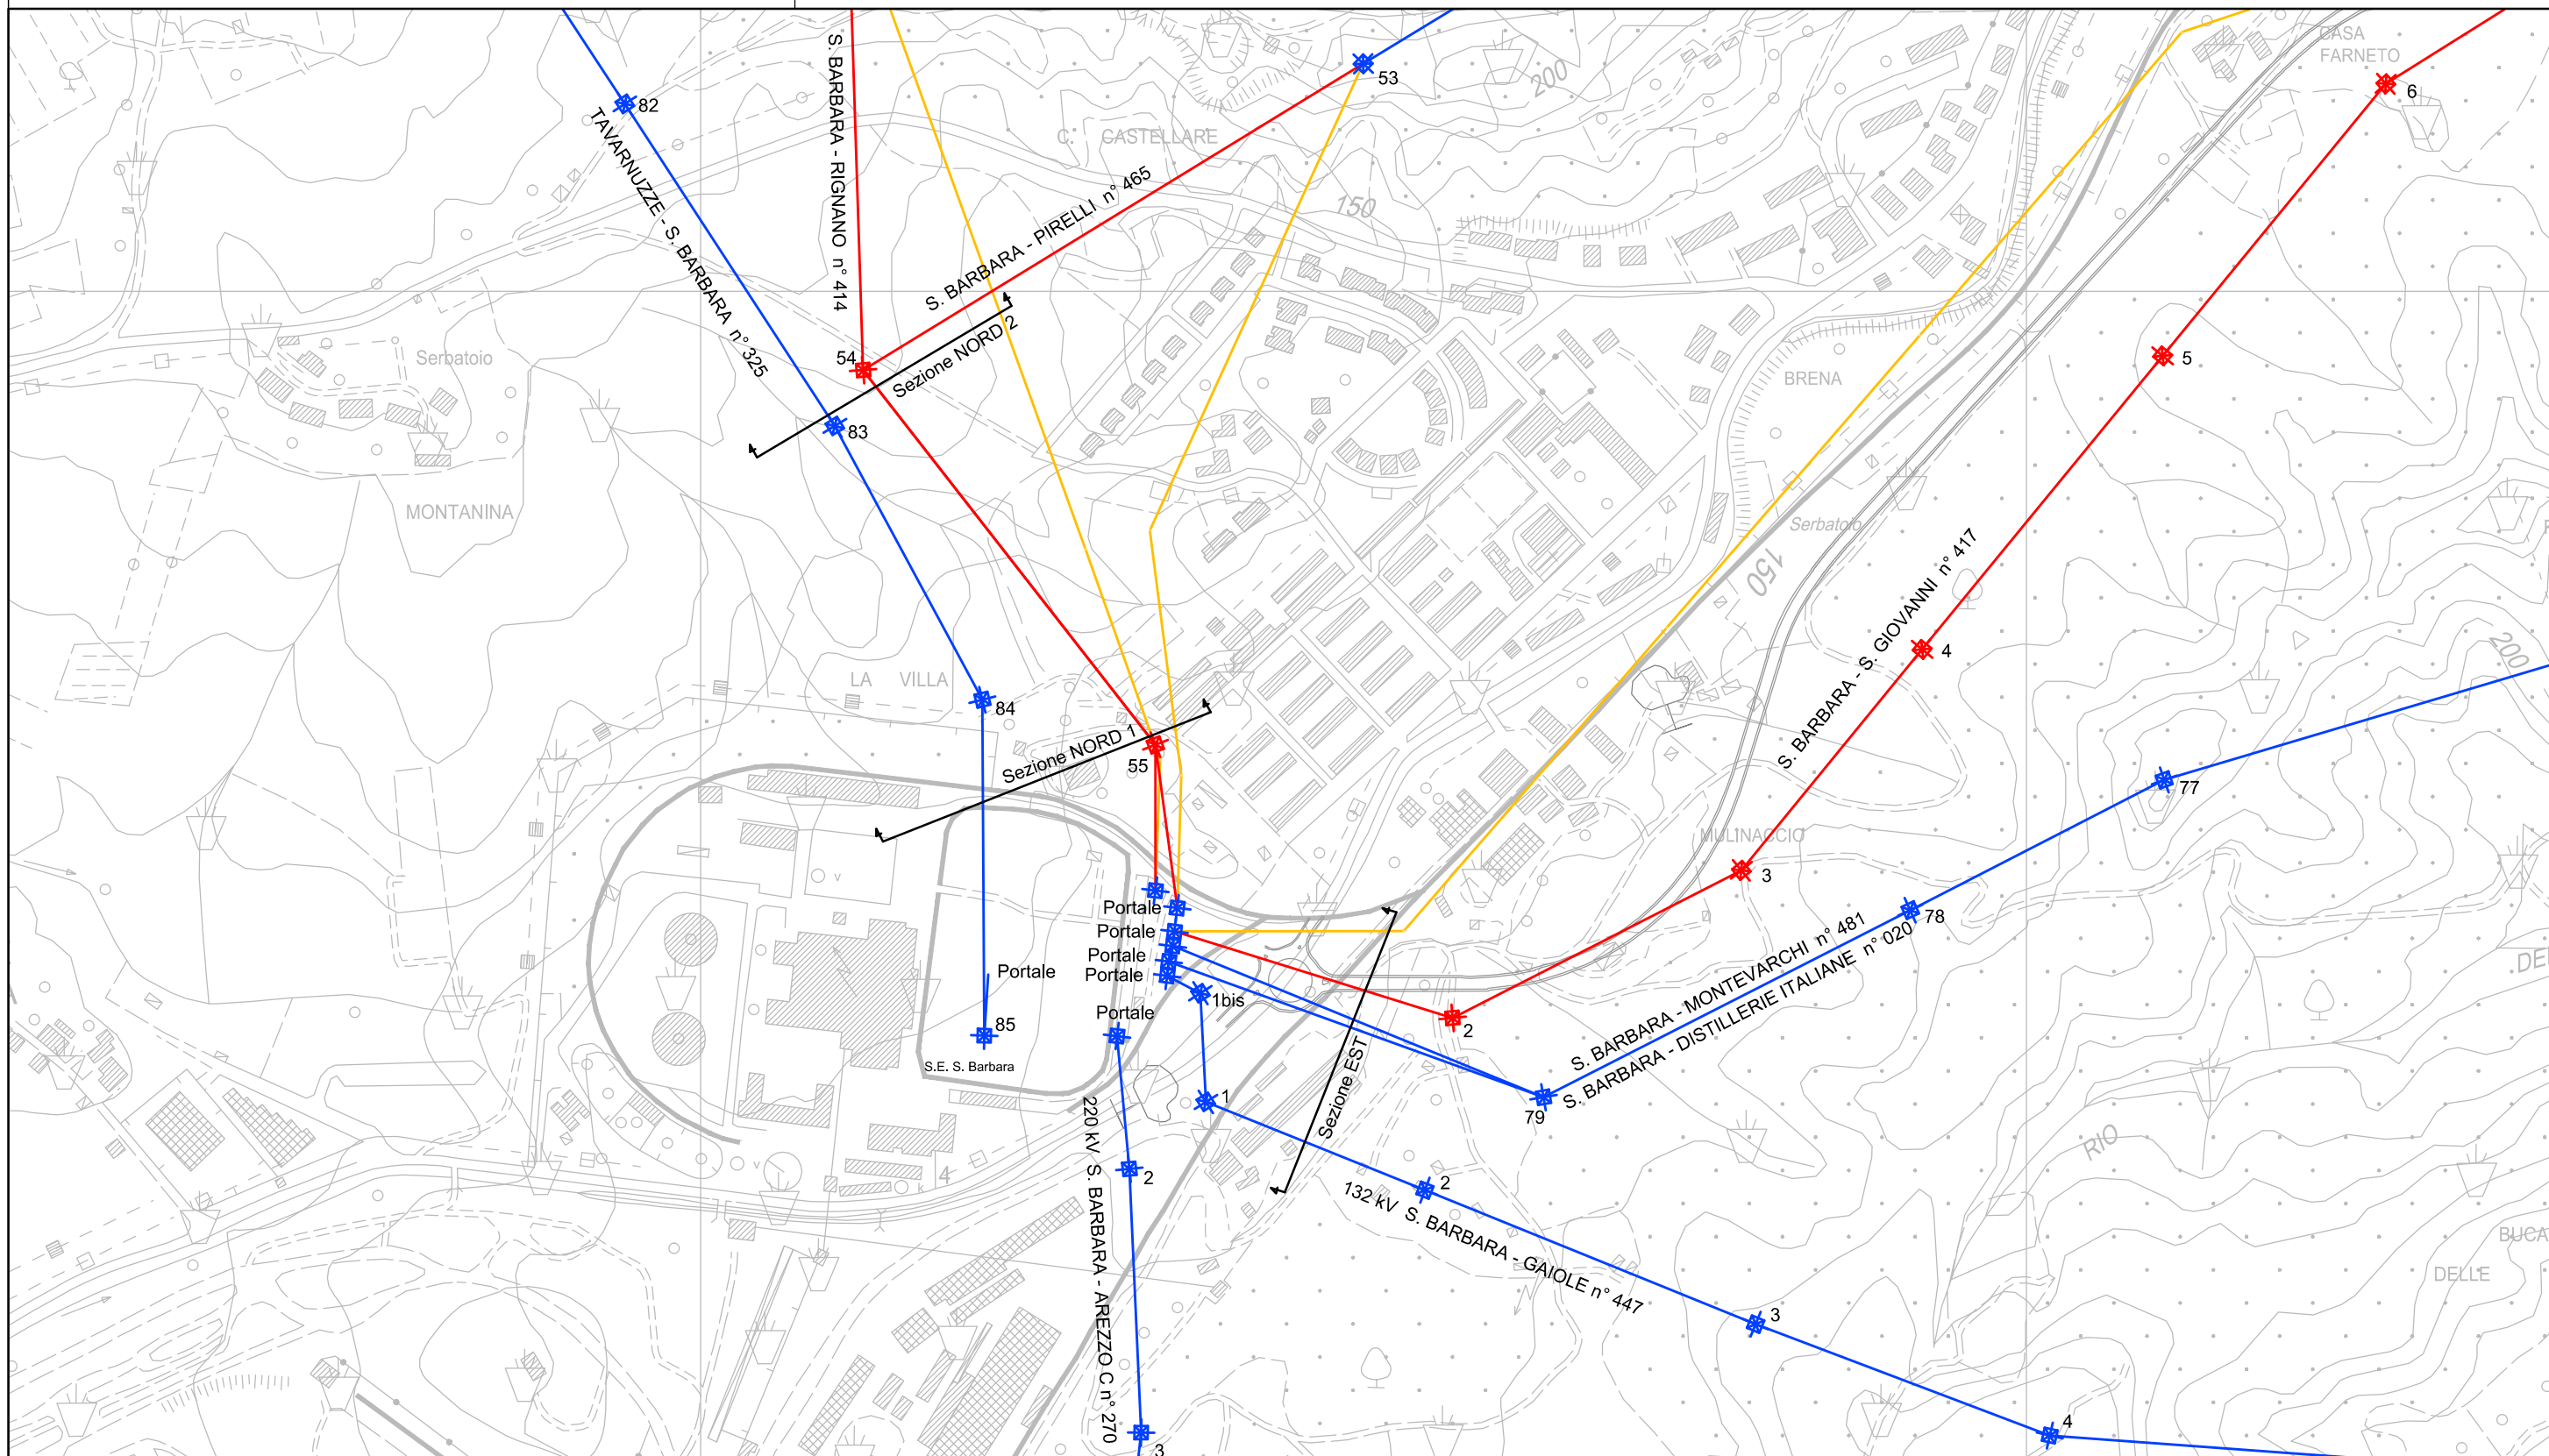 CASA
FARNETO
6
53
200
82
C. CASTELLARE
TAVARNUZZE - S. BARBARA n° 325
S. BARBARA - RIGNANO n° 414
S. BARBARA - PIRELLI n° 465
150
Sezione NORD 2
54
5
Serbatoio
BRENA
83
MONTANINA
Serbatoio
150
S. BARBARA - S. GIOVANNI n° 417
4
200
LA VILLA
84
Sezione NORD 1
55
77
MULINACCIO
3
Portale
78
Portale
Portale
Portale
Portale
1bis
Portale
85
S.E. S. Barbara
2
S. BARBARA - MONTEVARCHI n° 481
S. BARBARA - DISTILLERIE ITALIANE n° 020
79
Sezione EST
1
RIO
2
2
132 kV S. BARBARA - GAIOLE n° 447
220 kV S. BARBARA - AREZZO C n° 270
BUCA
DELLE
3
4
3